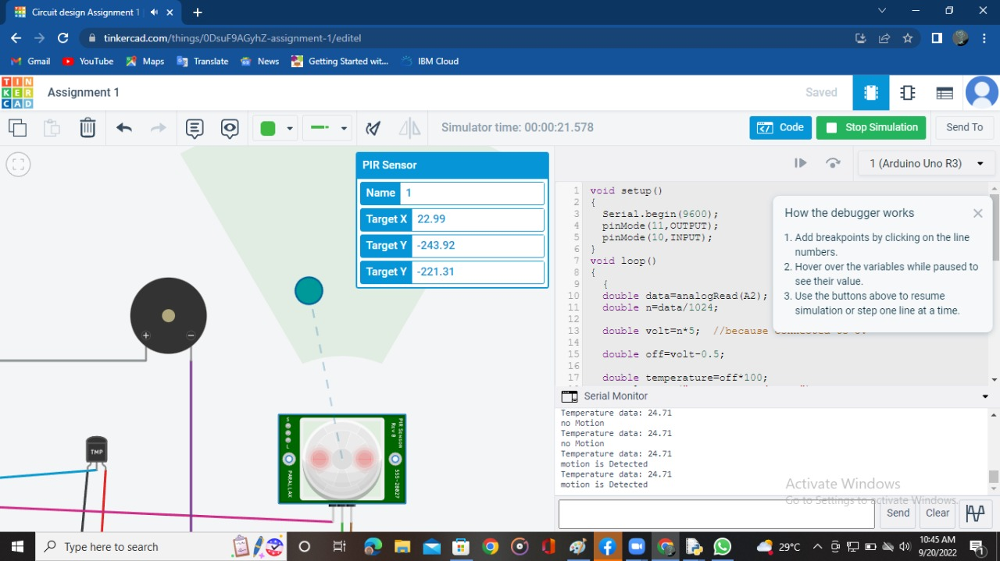 Circuit design Assignment 1
tinkercad.com/things/0DsuF9AGyhZ-assignment-1/editel
Gmail YouTube Maps Translate News Getting Started wit... IBM Cloud
TIN
KER
CAD
Assignment 1
Saved
Simulator time: 00:00:21.578
Code
Stop Simulation
Send To
PIR Sensor
Name 1
Target X 22.99
Target Y -243.92
Target Y -221.31
TMP
PIR Sensor
Rev B
555-28027
PARALLAX
1 (Arduino Uno R3)
1 void setup()
2 {
3 Serial.begin(9600);
4 pinMode(11,OUTPUT);
5 pinMode(10,INPUT);
6 }
7 void loop()
8 {
9 {
10 double data=analogRead(A2);
11 double n=data/1024;
12
13 double volt=n*5; //because
14
15 double off=volt-0.5;
16
17 double temperature=off*100;
How the debugger works
1. Add breakpoints by clicking on the line
numbers.
2. Hover over the variables while paused to
see their value.
3. Use the buttons above to resume
simulation or step one line at a time.
Serial Monitor
Temperature data: 24.71
no Motion
Temperature data: 24.71
no Motion
Temperature data: 24.71
motion is Detected
Temperature data: 24.71
motion is Detected
Activate Windows
Go to Settings to activate Windows.
Send
Clear
Type here to search
29°C
10:45 AM
9/20/2022
1